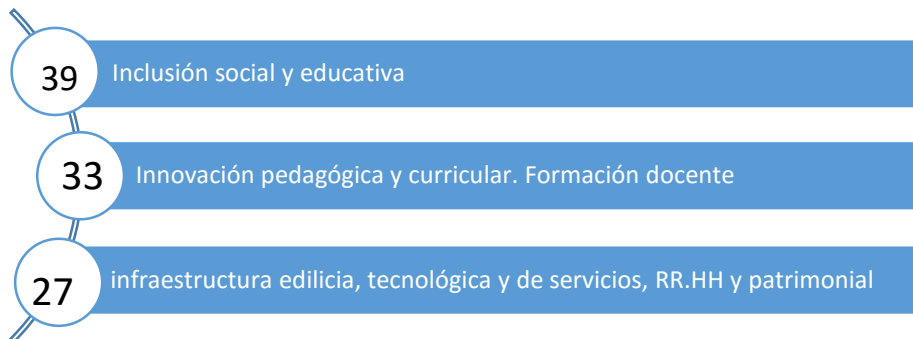 39
Inclusión social y educativa
33
Innovación pedagógica y curricular. Formación docente
27
infraestructura edilicia, tecnológica y de servicios, RR.HH y patrimonial